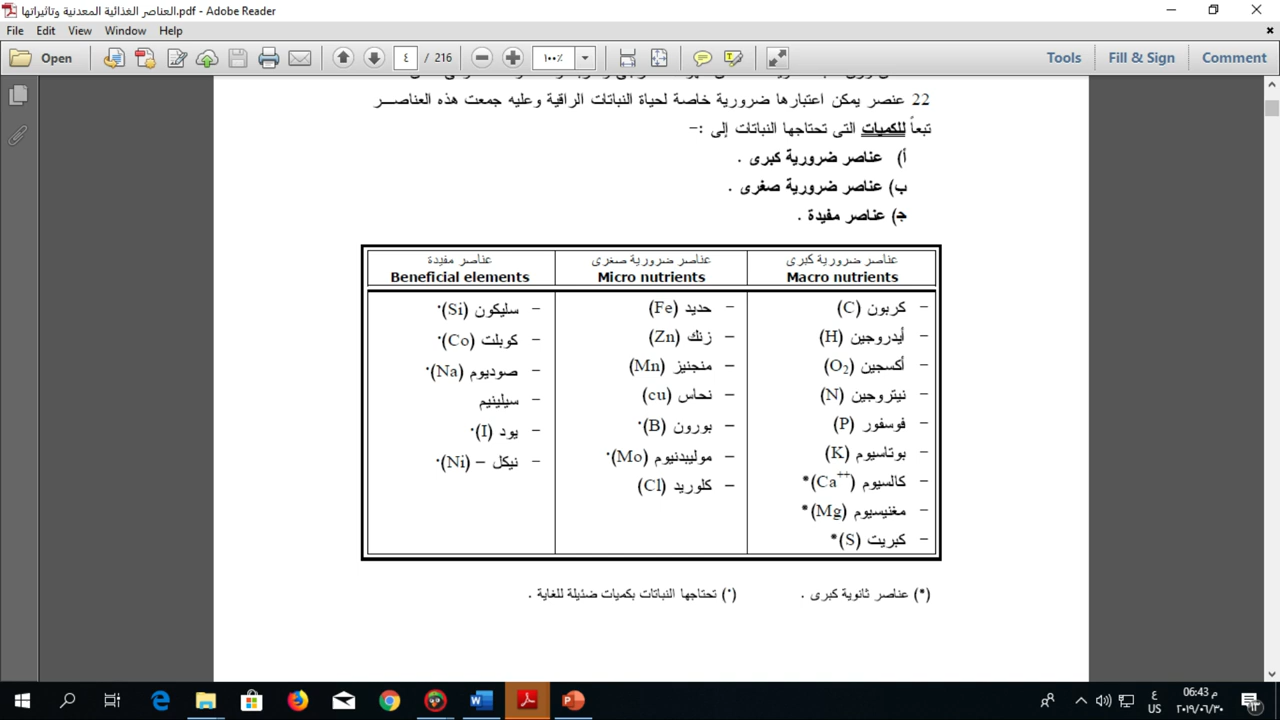 العناصر الغذائية المعدنية وتاثيراتها.pdf - Adobe Reader
File Edit View Window Help
Open ٤ / 216 ١٠٠٪ Tools Fill & Sign Comment
22 عنصر يمكن اعتبارها ضرورية خاصة لحياة النباتات الراقية وعليه جمعت هذه العناصـــر
تبعاً للكميات التى تحتاجها النباتات إلى :-
أ) عناصر ضرورية كبرى .
ب) عناصر ضرورية صغرى .
ج) عناصر مفيدة .
عناصر ضرورية كبرى
Macro nutrients
- كربون (C)
- أيدروجين (H)
- أكسجين (O2)
- نيتروجين (N)
- فوسفور (P)
- بوتاسيوم (K)
- كالسيوم (Ca++)*
- مغنيسيوم (Mg)*
- كبريت (S)*
عناصر ضرورية صغرى
Micro nutrients
- حديد (Fe)
- زنك (Zn)
- منجنيز (Mn)
- نحاس (cu)
- بورون (B)•
- موليبدنيوم (Mo)•
- كلوريد (Cl)
عناصر مفيدة
Beneficial elements
- سليكون (Si)•
- كوبلت (Co)•
- صوديوم (Na)•
- سيلينيم
- يود (I)•
- نيكل – (Ni)•
(*) عناصر ثانوية كبرى . (•) تحتاجها النباتات بكميات ضئيلة للغاية .
ع 06:43 م
US ٢٠١٩/٠٦/٣٠